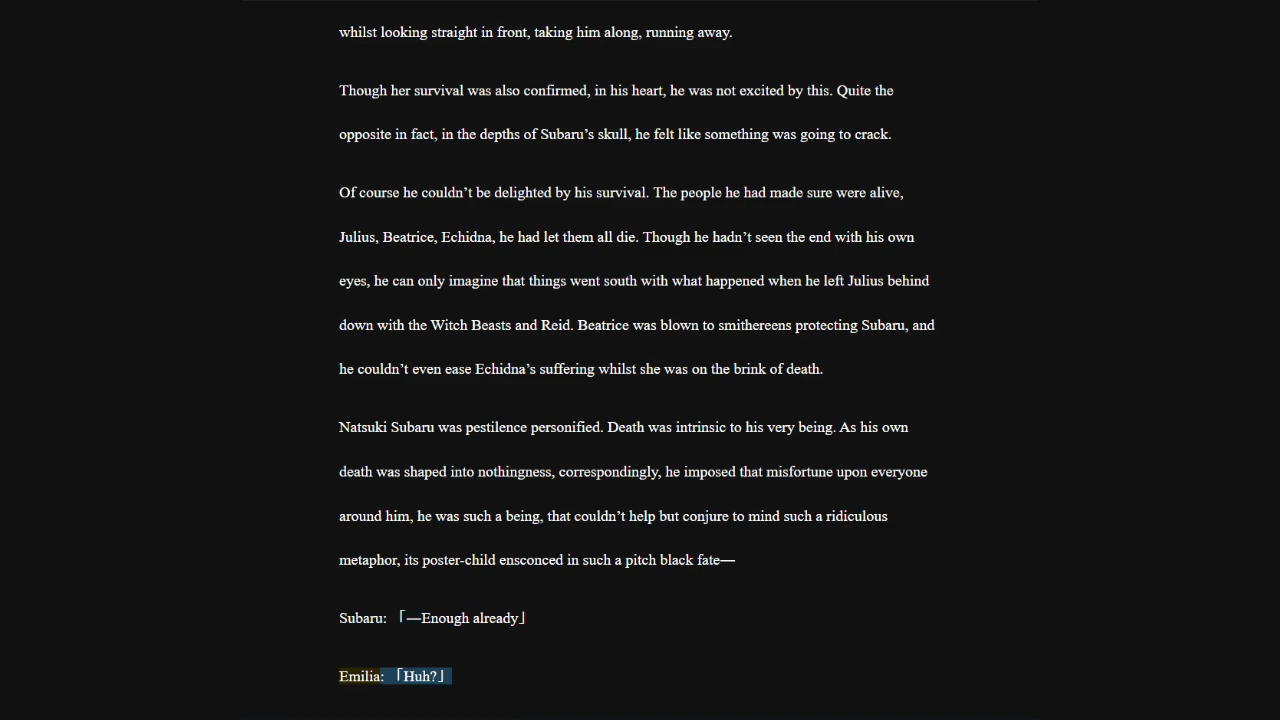 whilst looking straight in front, taking him along, running away.
Though her survival was also confirmed, in his heart, he was not excited by this. Quite the
opposite in fact, in the depths of Subaru’s skull, he felt like something was going to crack.
Of course he couldn’t be delighted by his survival. The people he had made sure were alive,
Julius, Beatrice, Echidna, he had let them all die. Though he hadn’t seen the end with his own
eyes, he can only imagine that things went south with what happened when he left Julius behind
down with the Witch Beasts and Reid. Beatrice was blown to smithereens protecting Subaru, and
he couldn’t even ease Echidna’s suffering whilst she was on the brink of death.
Natsuki Subaru was pestilence personified. Death was intrinsic to his very being. As his own
death was shaped into nothingness, correspondingly, he imposed that misfortune upon everyone
around him, he was such a being, that couldn’t help but conjure to mind such a ridiculous
metaphor, its poster-child ensconced in such a pitch black fate—
Subaru: 「—Enough already」
Emilia: 「Huh?」